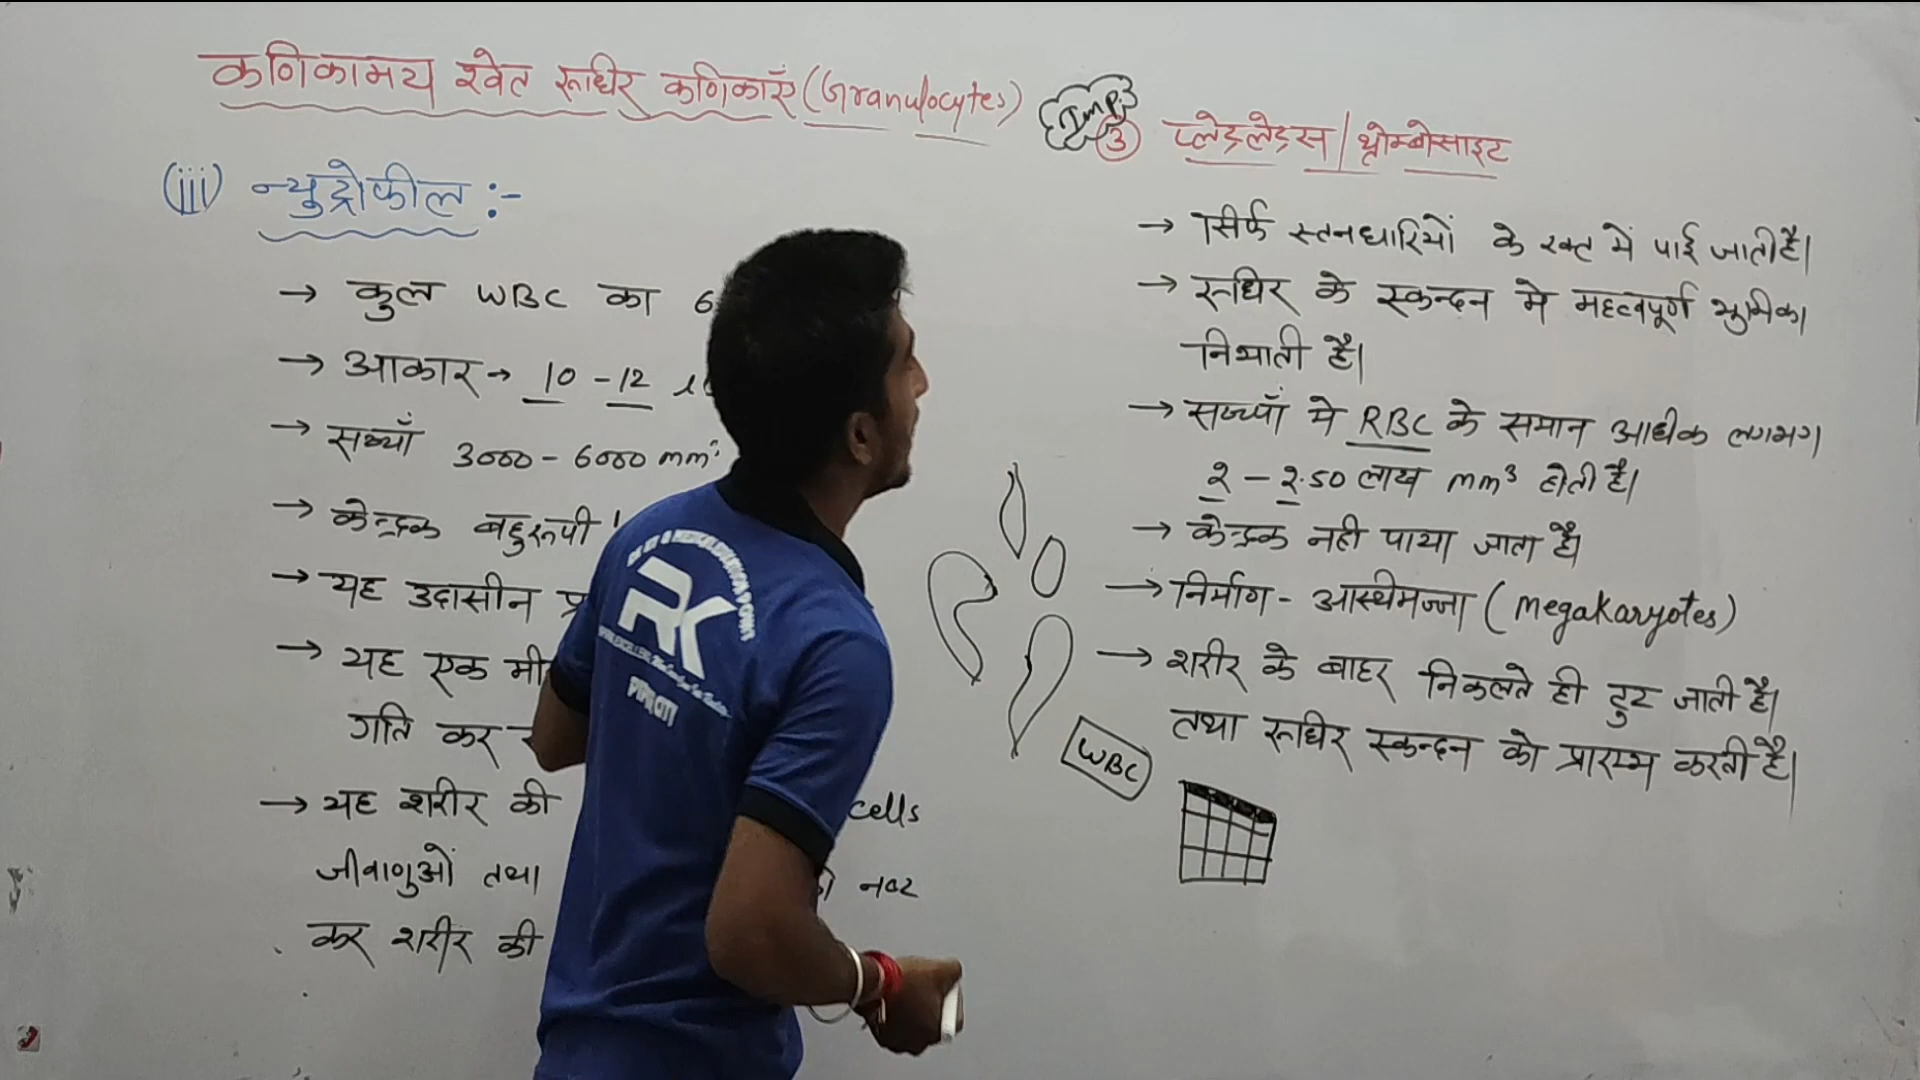 कणिकामय श्वेत रूधिर कणिकाएँ (Granulocytes)
(iii) न्युट्रोफील :-
→ कुल WBC का 6
→ आकार → 10 - 12
→ सख्याँ 3000 - 6000 mm³
→ केन्द्रक बहुरूपी
→ यह उदासीन प्र
→ यह एक मी
गति कर
→ यह शरीर की cells
जीवाणुओं तथा नष्ट
कर शरीर की
Imp.
③ प्लेट्लेट्स / थ्रोम्बोसाइट
→ सिर्फ स्तनधारियों के रक्त में पाई जाती है।
→ रूधिर के स्कन्दन मे महत्वपूर्ण भुमिका
निभाती है।
→ सख्याँ मे RBC के समान अधिक लगभग
2 - 2.50 लाख mm³ होती है।
→ केन्द्रक नही पाया जाता है।
→ निर्माण - अस्थिमज्जा (Megakaryotes)
→ शरीर के बाहर निकलते ही टुट जाती है।
तथा रूधिर स्कन्दन को प्रारम्भ करती है।
WBC
RK